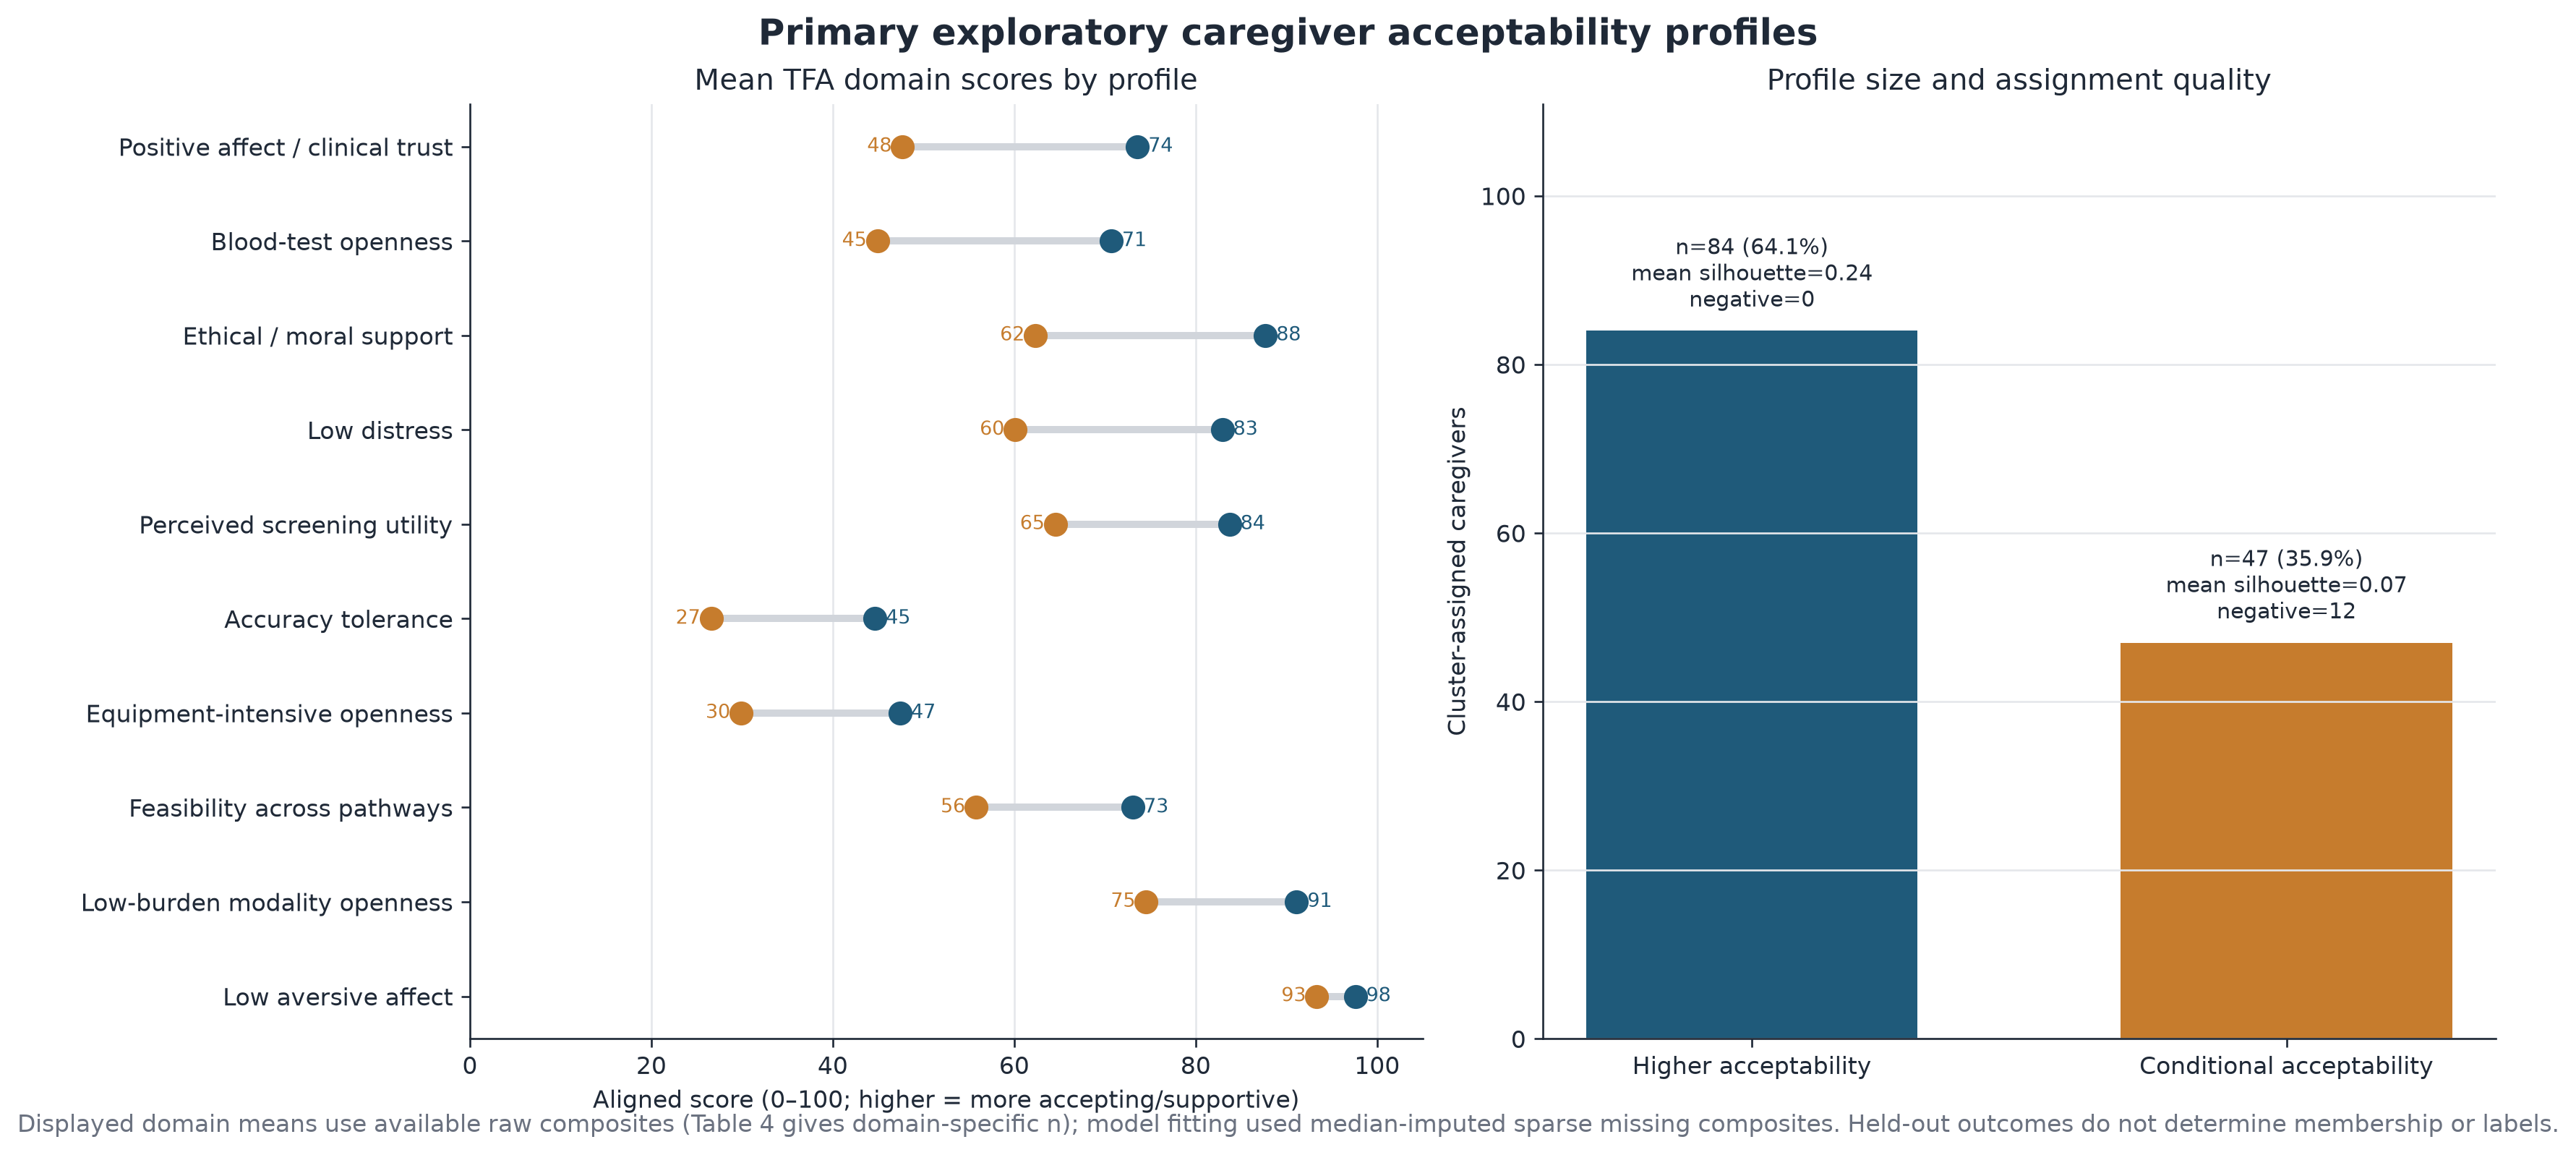 Primary exploratory caregiver acceptability profiles
Mean TFA domain scores by profile
Positive affect / clinical trust
48
74
Blood-test openness
45
71
Ethical / moral support
62
88
Low distress
60
83
Perceived screening utility
65
84
Accuracy tolerance
27
45
Equipment-intensive openness
30
47
Feasibility across pathways
56
73
Low-burden modality openness
75
91
Low aversive affect
93
98
0
20
40
60
80
100
Aligned score (0–100; higher = more accepting/supportive)
Profile size and assignment quality
Cluster-assigned caregivers
100
80
60
40
20
0
n=84 (64.1%)
mean silhouette=0.24
negative=0
n=47 (35.9%)
mean silhouette=0.07
negative=12
Higher acceptability
Conditional acceptability
Displayed domain means use available raw composites (Table 4 gives domain-specific n); model fitting used median-imputed sparse missing composites. Held-out outcomes do not determine membership or labels.